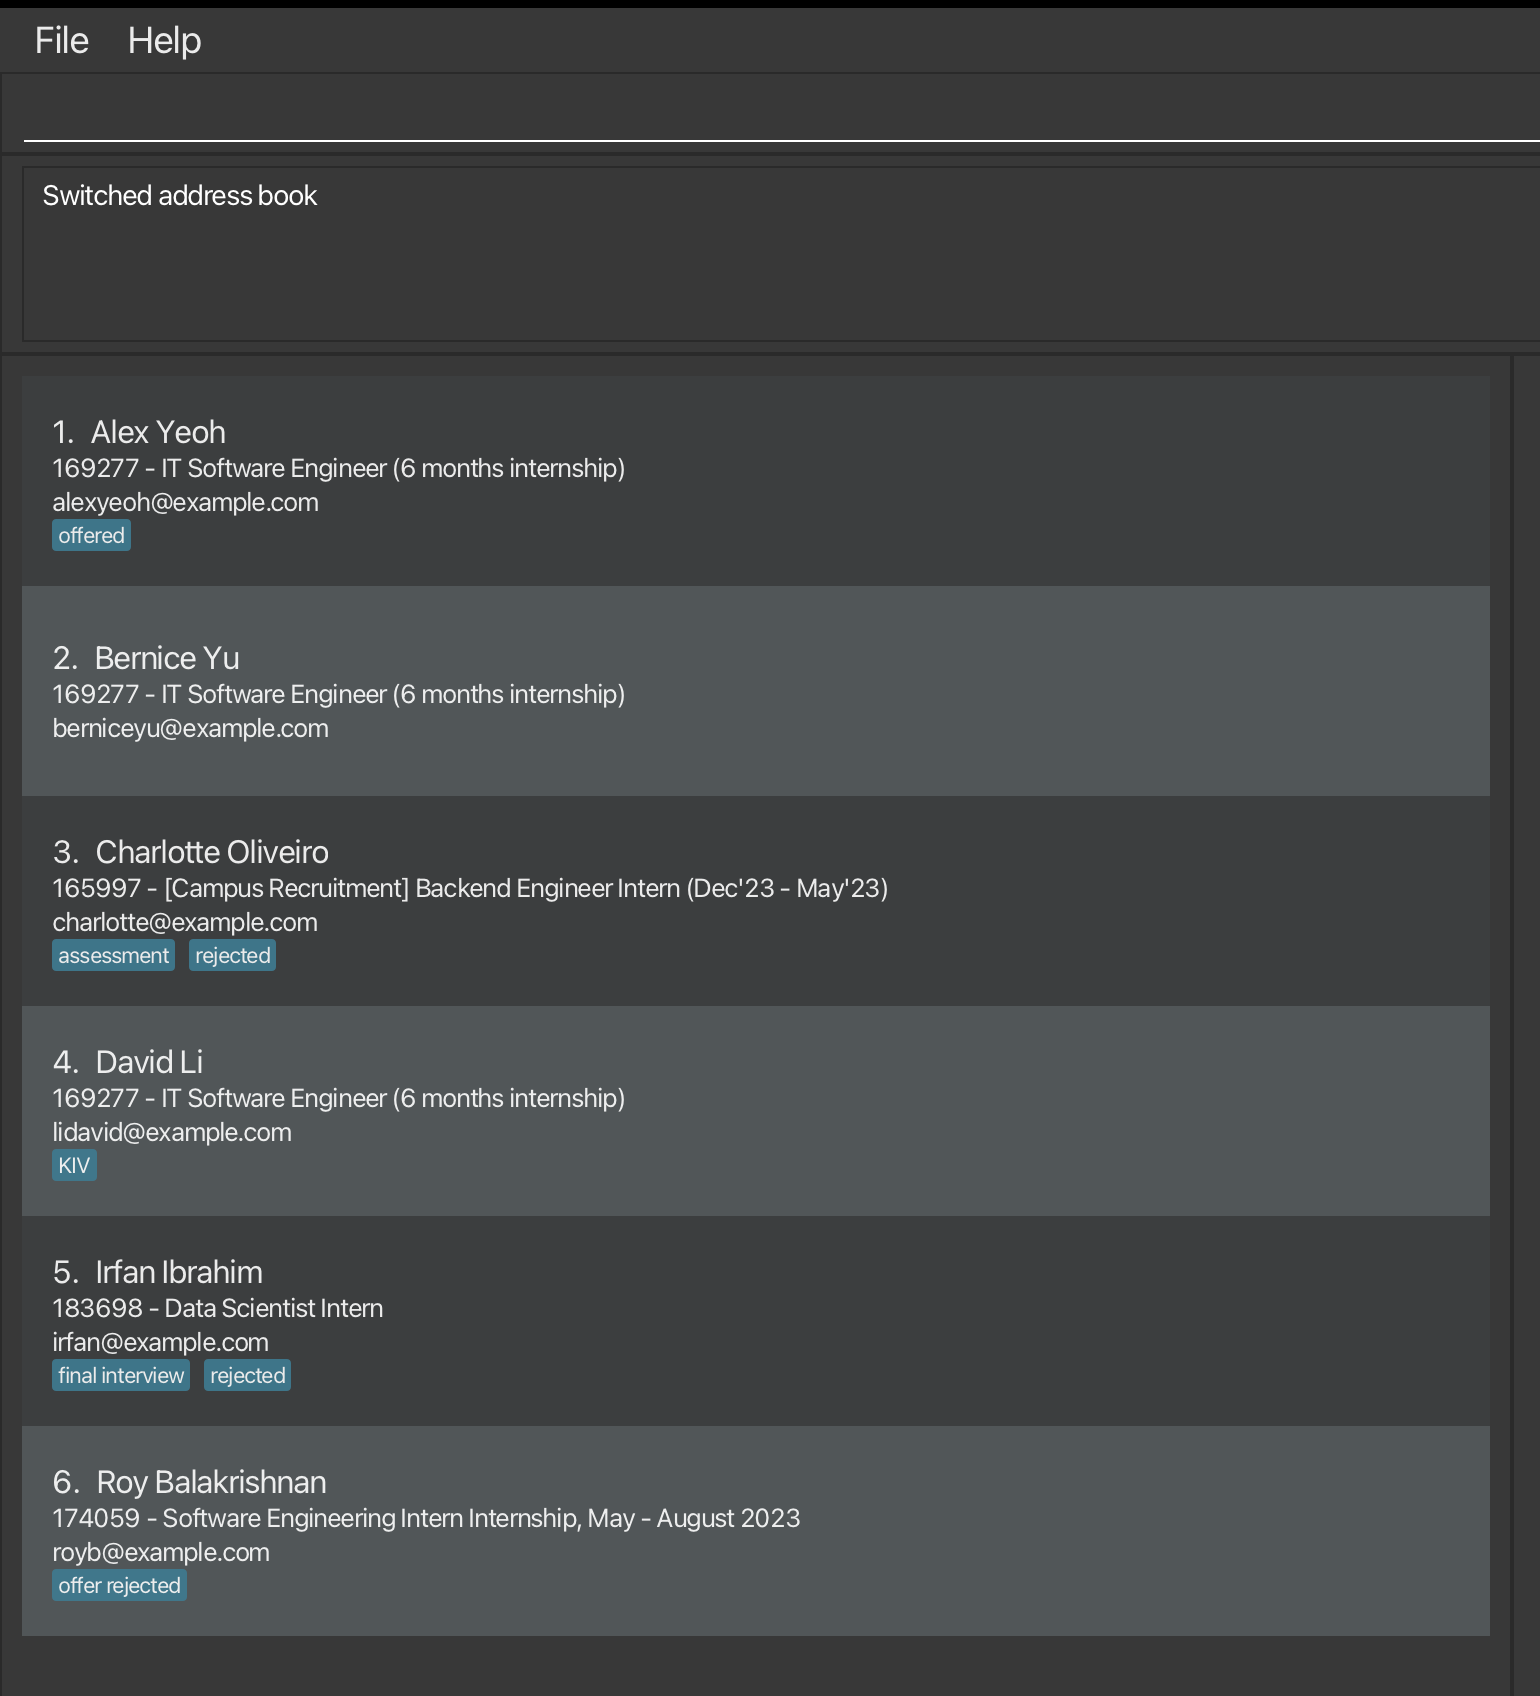 File Help
Switched address book
1. Alex Yeoh
169277 - IT Software Engineer (6 months internship)
alexyeoh@example.com
offered
2. Bernice Yu
169277 - IT Software Engineer (6 months internship)
berniceyu@example.com
3. Charlotte Oliveiro
165997 - [Campus Recruitment] Backend Engineer Intern (Dec'23 - May'23)
charlotte@example.com
assessment rejected
4. David Li
169277 - IT Software Engineer (6 months internship)
lidavid@example.com
KIV
5. Irfan Ibrahim
183698 - Data Scientist Intern
irfan@example.com
final interview rejected
6. Roy Balakrishnan
174059 - Software Engineering Intern Internship, May - August 2023
royb@example.com
offer rejected